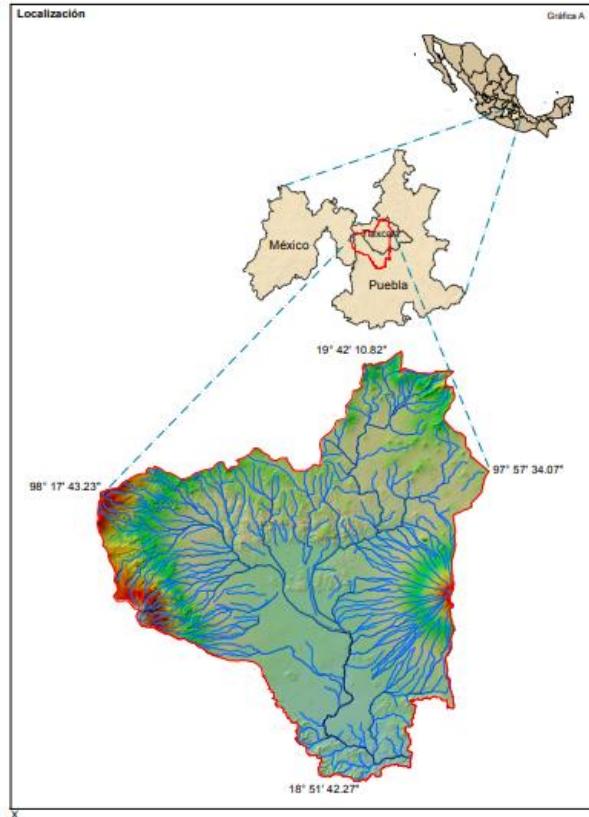 Localización
Gráfica A
México
Tlaxcala
Puebla
19° 42' 10.82"
98° 17' 43.23"
97° 57' 34.07"
18° 51' 42.27"
X